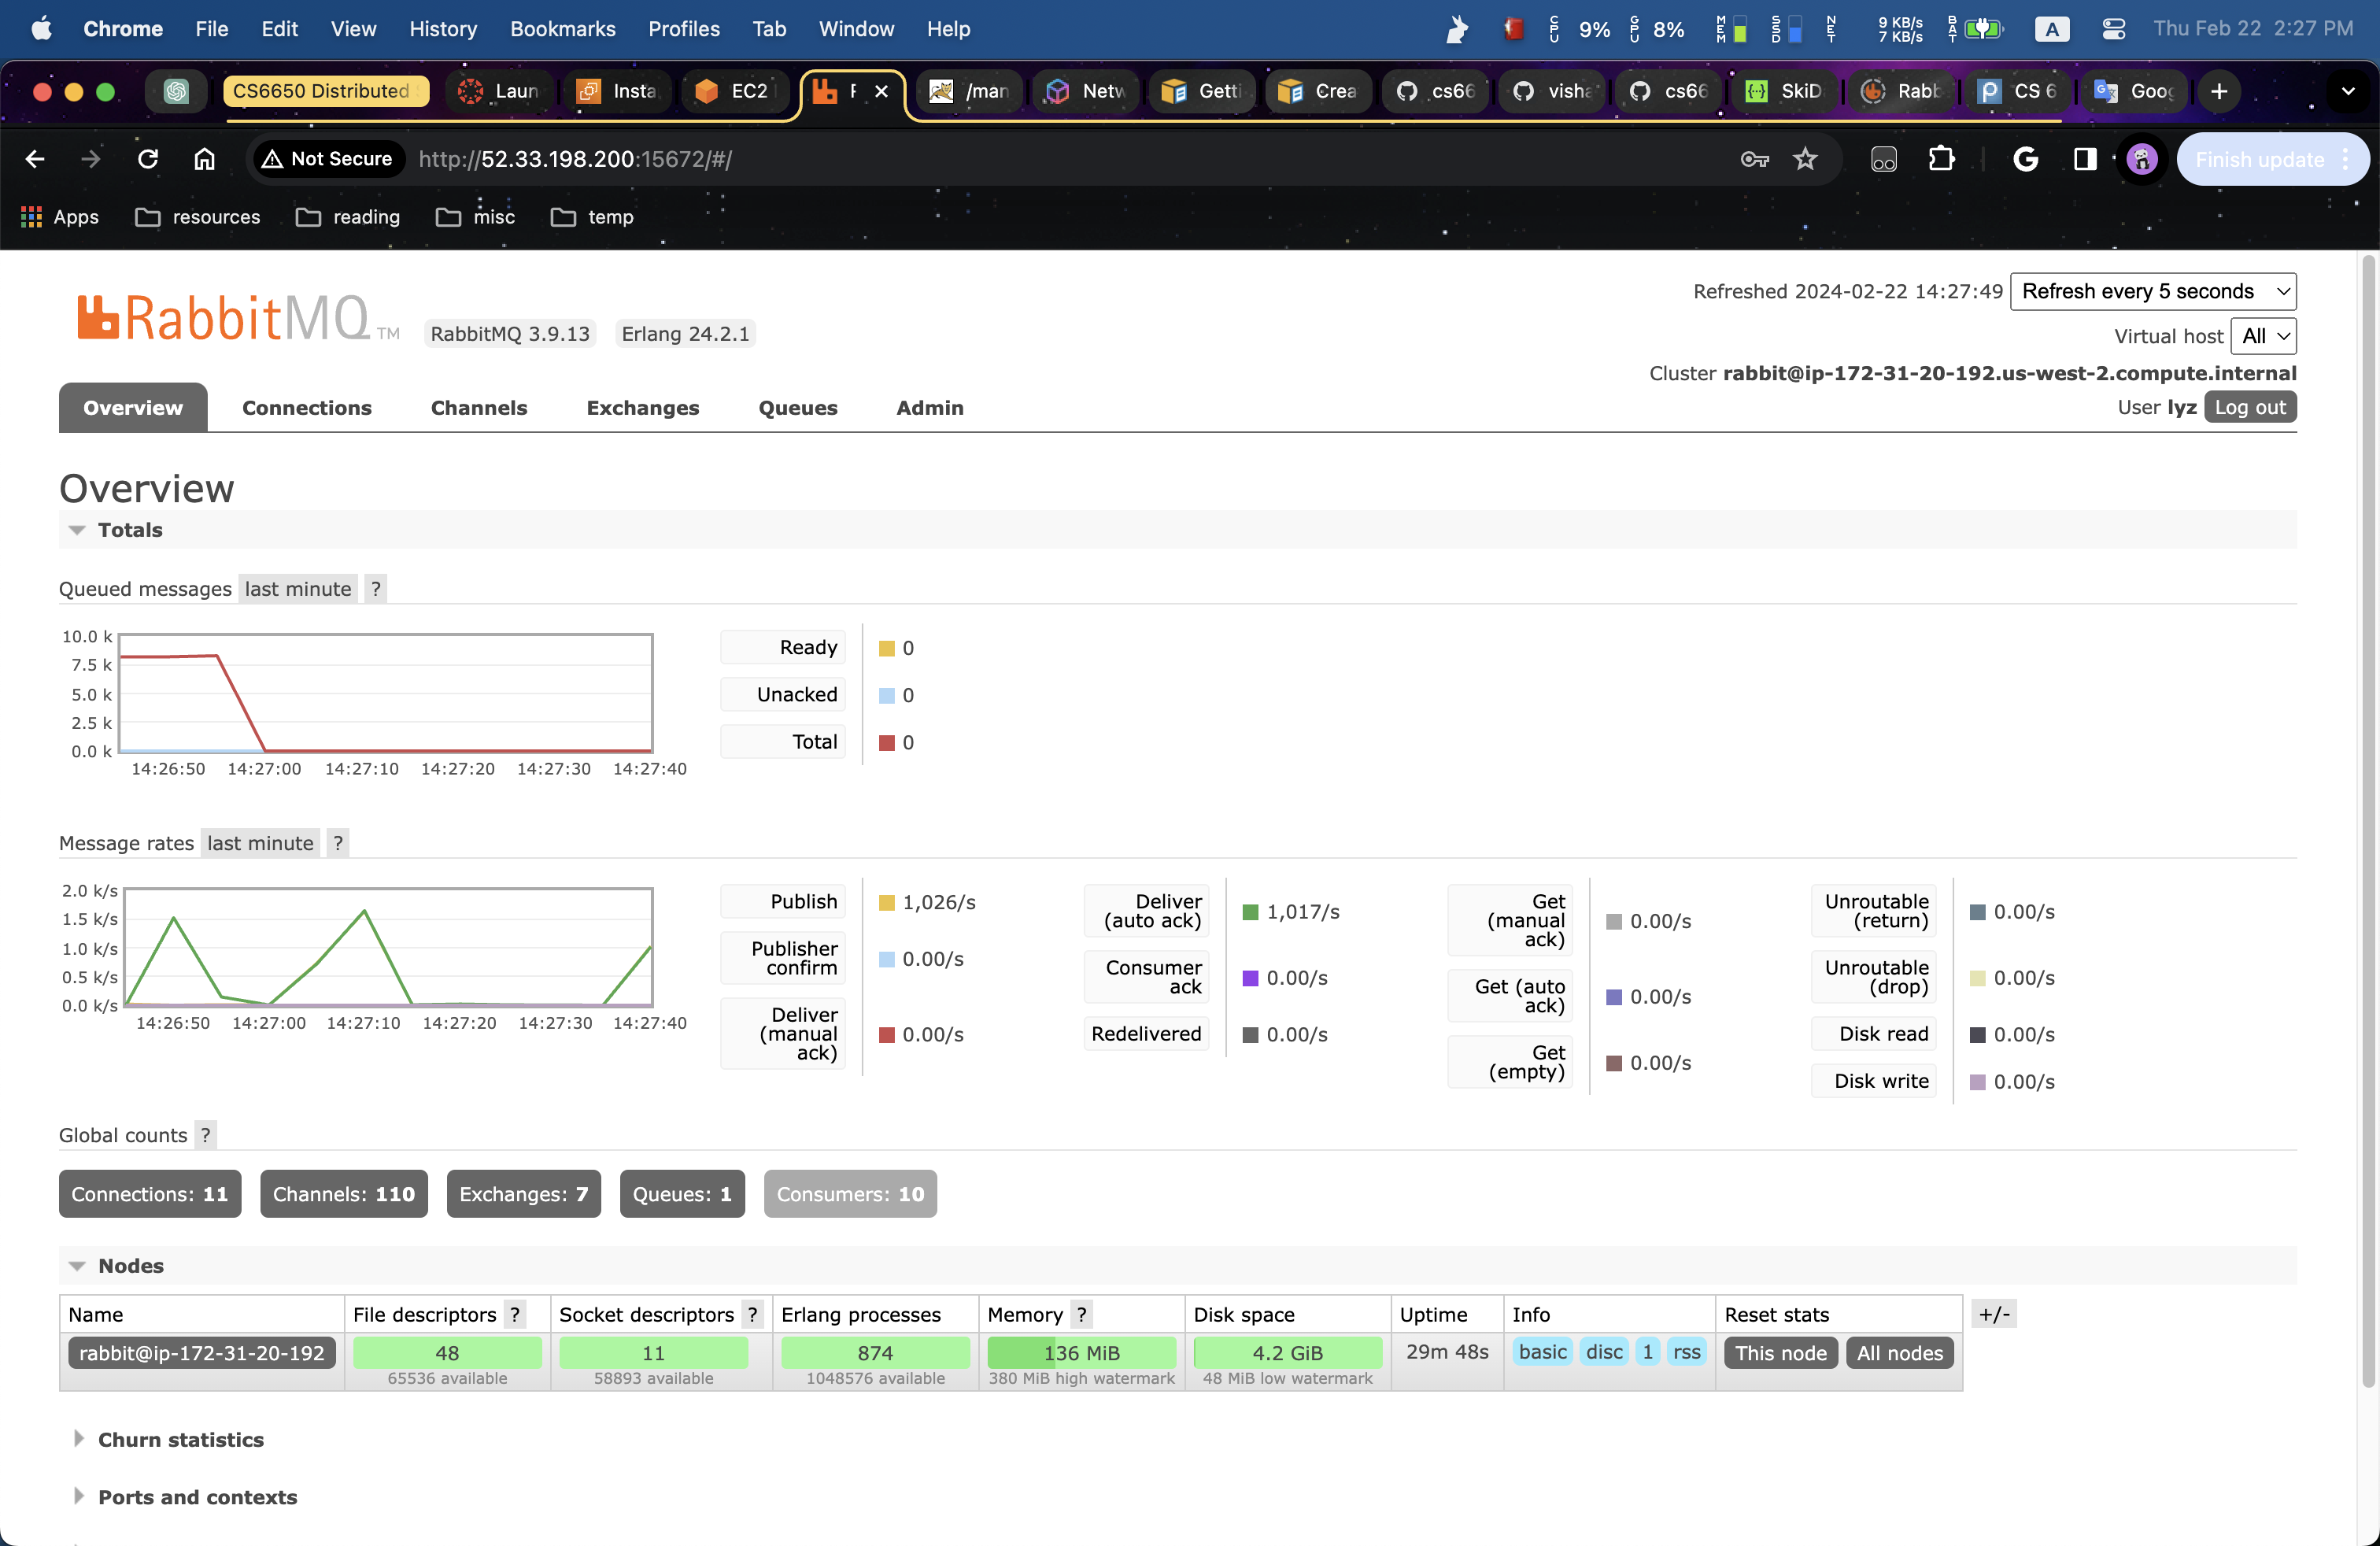 Chrome File Edit View History Bookmarks Profiles Tab Window Help CPU 9% GPU 8% MEM SSD NET 9 KB/s 7 KB/s BAT A Thu Feb 22 2:27 PM
CS6650 Distributed Laun Insta EC2 /man Netw Getti Crea cs66 visha cs66 SkiD Rabb CS 6 Goog
Not Secure http://52.33.198.200:15672/#/ Finish update
Apps resources reading misc temp
RabbitMQ TM RabbitMQ 3.9.13 Erlang 24.2.1
Refreshed 2024-02-22 14:27:49 Refresh every 5 seconds
Virtual host All
Cluster rabbit@ip-172-31-20-192.us-west-2.compute.internal
User lyz Log out
Overview Connections Channels Exchanges Queues Admin
Overview
Totals
Queued messages last minute ?
10.0 k
7.5 k
5.0 k
2.5 k
0.0 k
14:26:50 14:27:00 14:27:10 14:27:20 14:27:30 14:27:40
Ready 0
Unacked 0
Total 0
Message rates last minute ?
2.0 k/s
1.5 k/s
1.0 k/s
0.5 k/s
0.0 k/s
14:26:50 14:27:00 14:27:10 14:27:20 14:27:30 14:27:40
Publish 1,026/s
Publisher confirm 0.00/s
Deliver (manual ack) 0.00/s
Deliver (auto ack) 1,017/s
Consumer ack 0.00/s
Redelivered 0.00/s
Get (manual ack) 0.00/s
Get (auto ack) 0.00/s
Get (empty) 0.00/s
Unroutable (return) 0.00/s
Unroutable (drop) 0.00/s
Disk read 0.00/s
Disk write 0.00/s
Global counts ?
Connections: 11 Channels: 110 Exchanges: 7 Queues: 1 Consumers: 10
Nodes
Name File descriptors ? Socket descriptors ? Erlang processes Memory ? Disk space Uptime Info Reset stats +/-
rabbit@ip-172-31-20-192 48 11 874 136 MiB 4.2 GiB 29m 48s basic disc 1 rss This node All nodes
65536 available 58893 available 1048576 available 380 MiB high watermark 48 MiB low watermark
Churn statistics
Ports and contexts